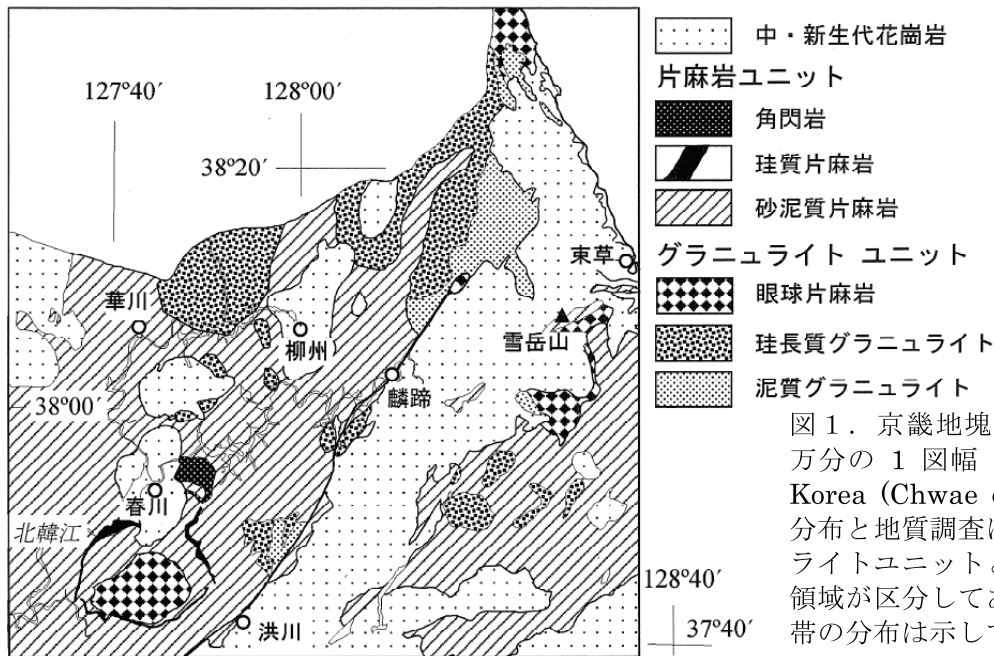 127°40′
128°00′
38°20′
華川
柳州
束草
雪岳山
麟蹄
38°00′
春川
北韓江
洪川
128°40′
37°40′
中・新生代花崗岩
片麻岩ユニット
角閃岩
珪質片麻岩
砂泥質片麻岩
グラニュライト ユニット
眼球片麻岩
珪長質グラニュライト
泥質グラニュライト
図1．京畿地塊
万分の 1 図幅
Korea (Chwae
分布と地質調査
ライトユニット
領域が区分して
帯の分布は示して